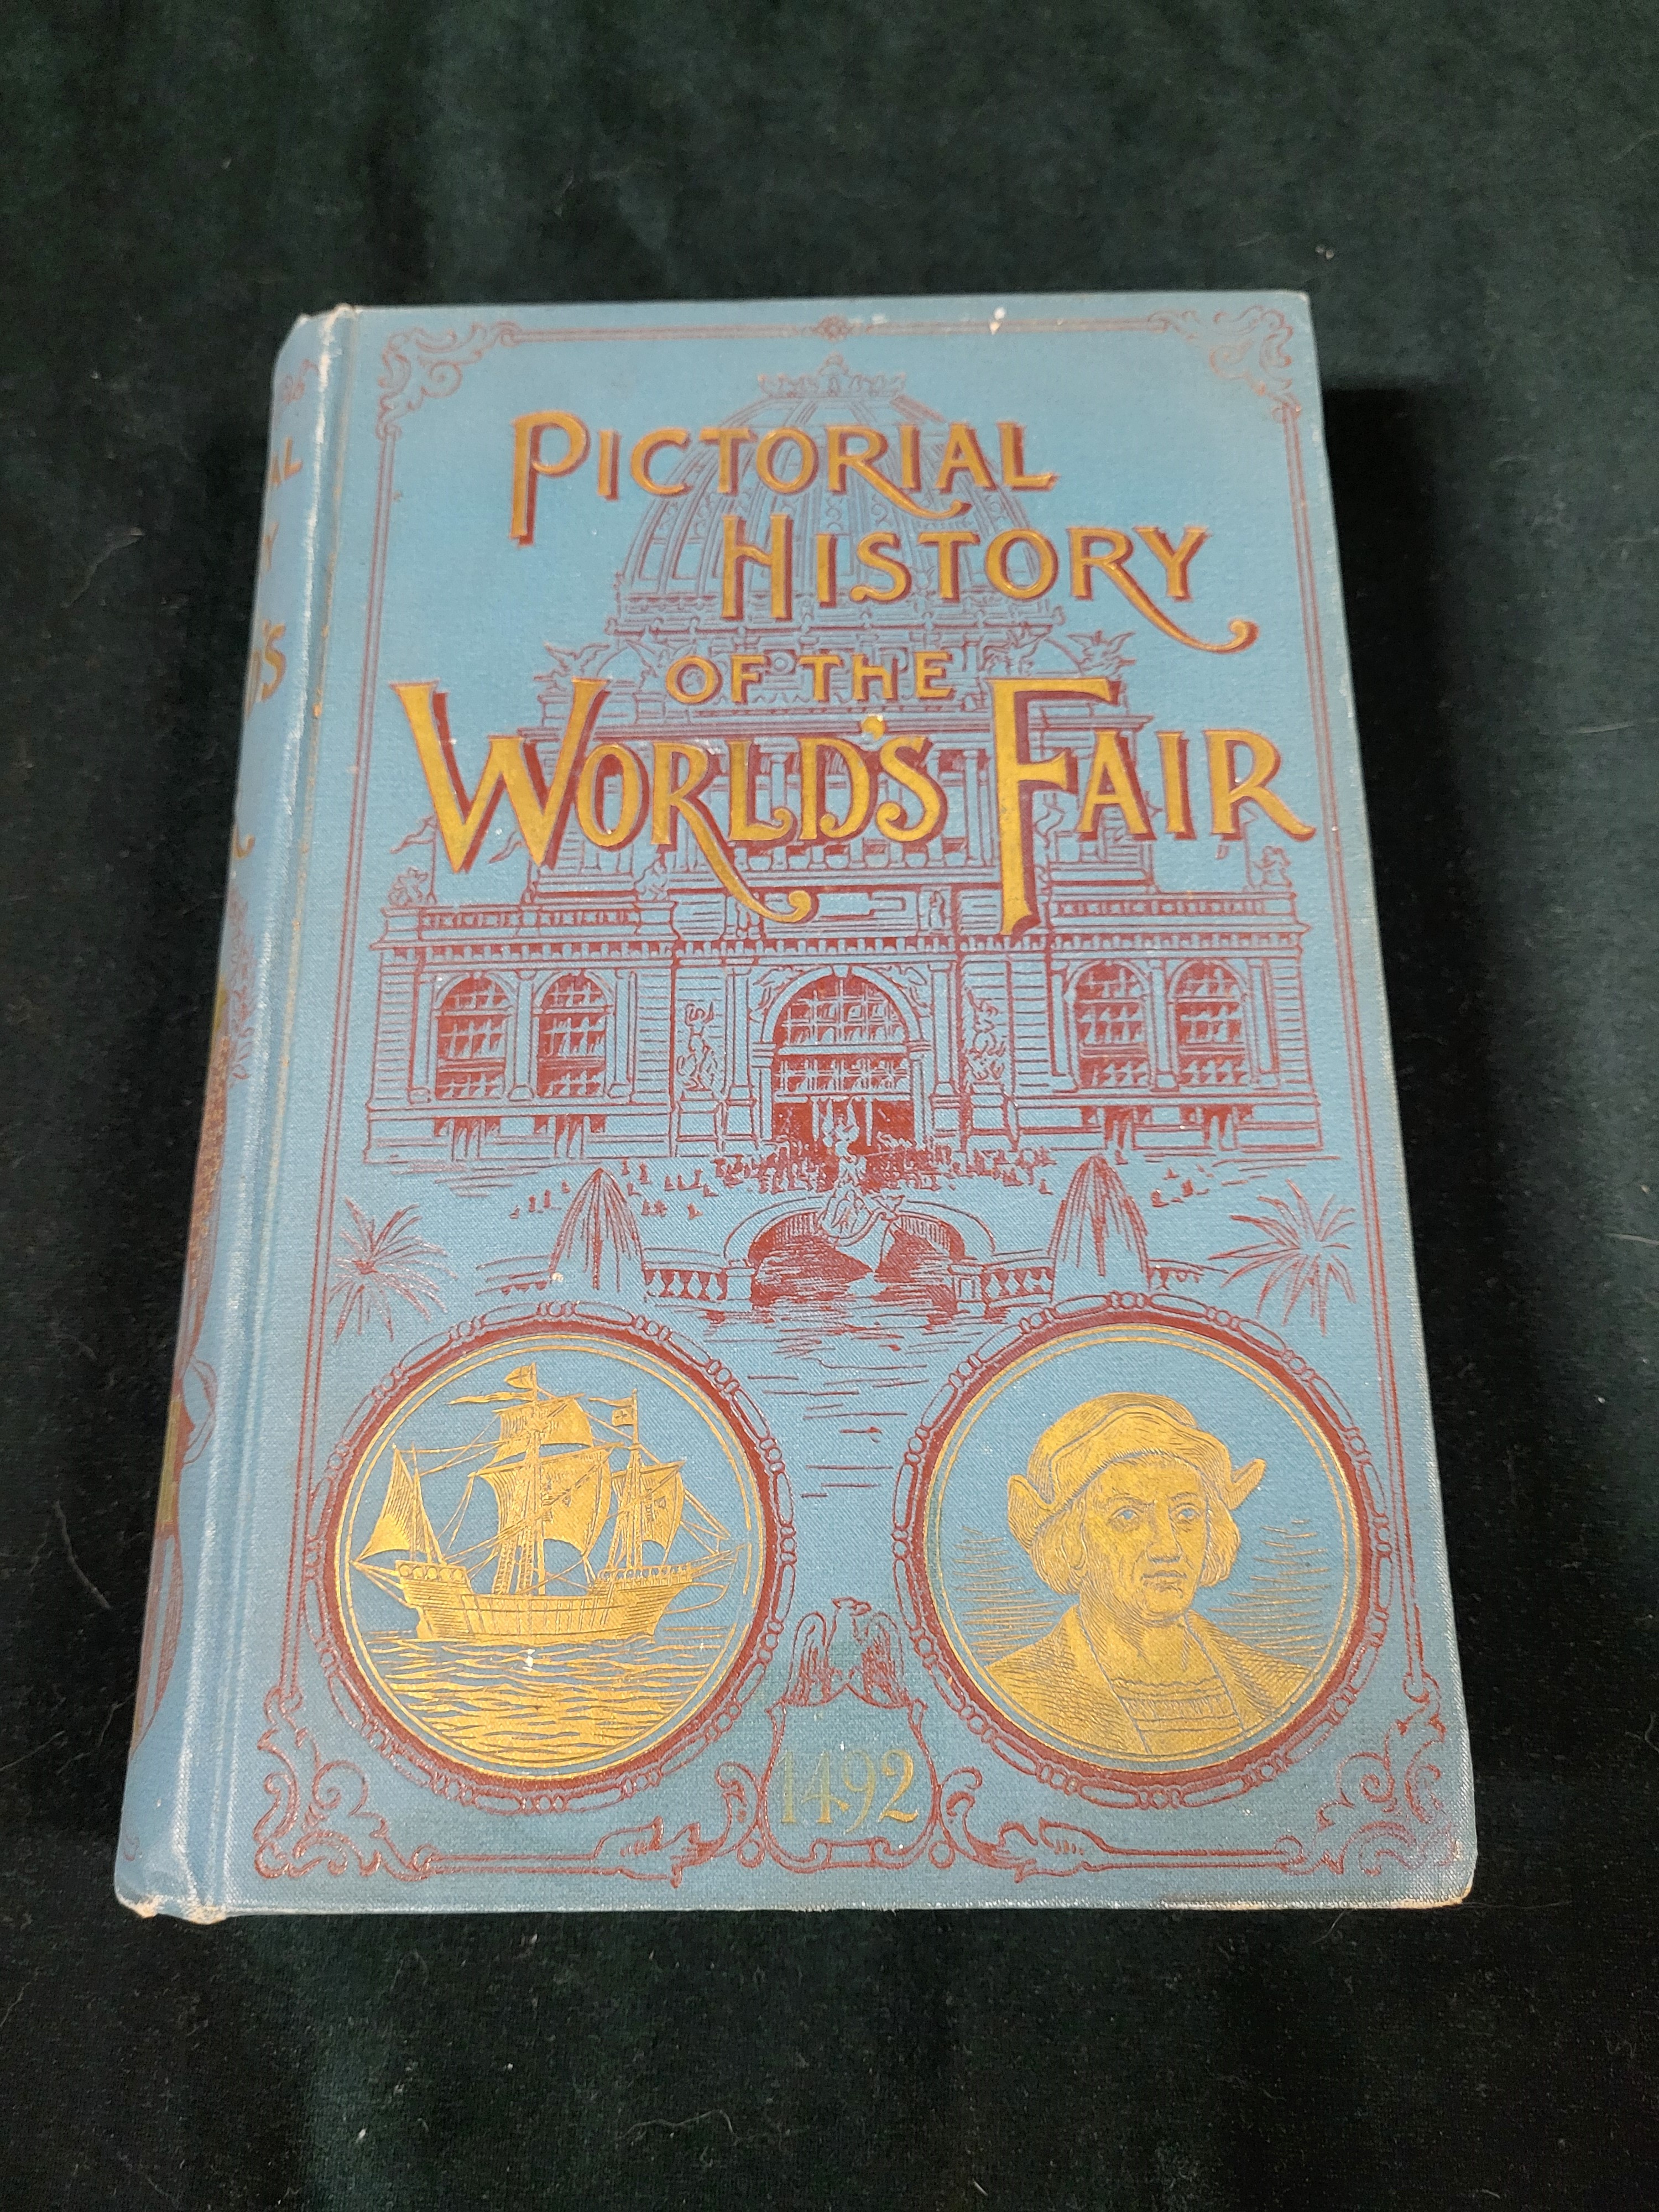 PICTORIAL
HISTORY
OF THE
WORLD'S FAIR
1492